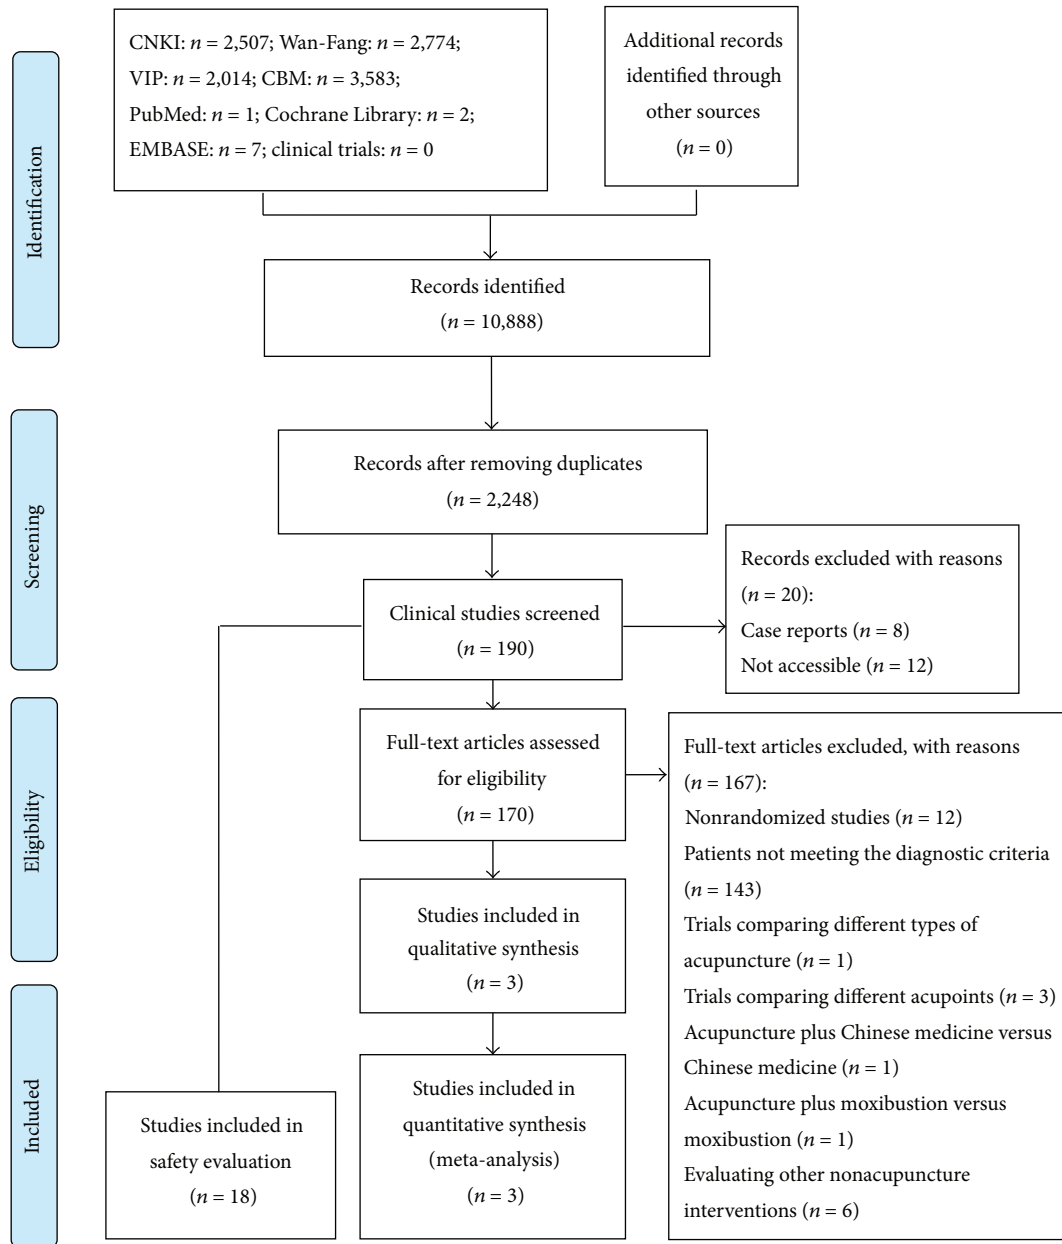 CNKI: n = 2,507; Wan-Fang: n = 2,774;
VIP: n = 2,014; CBM: n = 3,583;
PubMed: n = 1; Cochrane Library: n = 2;
EMBASE: n = 7; clinical trials: n = 0
Additional records
identified through
other sources
(n = 0)
Identification
Records identified
(n = 10,888)
Records after removing duplicates
(n = 2,248)
Screening
Clinical studies screened
(n = 190)
Records excluded with reasons
(n = 20):
Case reports (n = 8)
Not accessible (n = 12)
Eligibility
Full-text articles assessed
for eligibility
(n = 170)
Full-text articles excluded, with reasons
(n = 167):
Nonrandomized studies (n = 12)
Patients not meeting the diagnostic criteria
(n = 143)
Trials comparing different types of
acupuncture (n = 1)
Trials comparing different acupoints (n = 3)
Acupuncture plus Chinese medicine versus
Chinese medicine (n = 1)
Acupuncture plus moxibustion versus
moxibustion (n = 1)
Evaluating other nonacupuncture
interventions (n = 6)
Studies included in
qualitative synthesis
(n = 3)
Included
Studies included in
safety evaluation
(n = 18)
Studies included in
quantitative synthesis
(meta-analysis)
(n = 3)